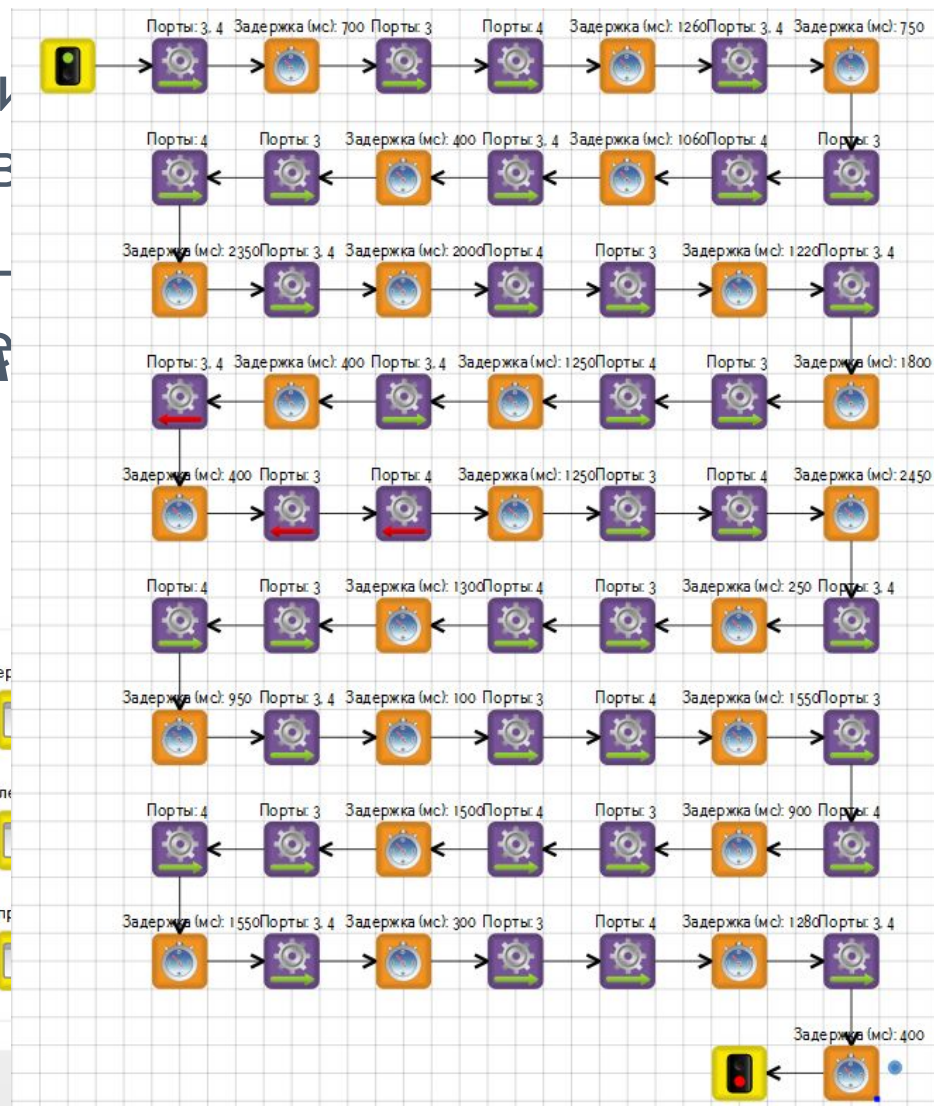 Порты: 3, 4 Задержка (мс): 700 Порты: 3 Порты: 4 Задержка (мс): 1260 Порты: 3, 4 Задержка (мс): 750
Порты: 4 Порты: 3 Задержка (мс): 400 Порты: 3, 4 Задержка (мс): 1060 Порты: 4 Порты: 3
Задержка (мс): 2350 Порты: 3, 4 Задержка (мс): 2000 Порты: 4 Порты: 3 Задержка (мс): 1220 Порты: 3, 4
Порты: 3, 4 Задержка (мс): 400 Порты: 3, 4 Задержка (мс): 1250 Порты: 4 Порты: 3 Задержка (мс): 1800
Задержка (мс): 400 Порты: 3 Порты: 4 Задержка (мс): 1250 Порты: 3 Порты: 4 Задержка (мс): 2450
Порты: 4 Порты: 3 Задержка (мс): 1300 Порты: 4 Порты: 3 Задержка (мс): 250 Порты: 3, 4
Задержка (мс): 950 Порты: 3, 4 Задержка (мс): 100 Порты: 3 Порты: 4 Задержка (мс): 1550 Порты: 3
Порты: 4 Порты: 3 Задержка (мс): 1500 Порты: 4 Порты: 3 Задержка (мс): 900 Порты: 4
Задержка (мс): 1550 Порты: 3, 4 Задержка (мс): 300 Порты: 3 Порты: 4 Задержка (мс): 1280 Порты: 3, 4
Задержка (мс): 400